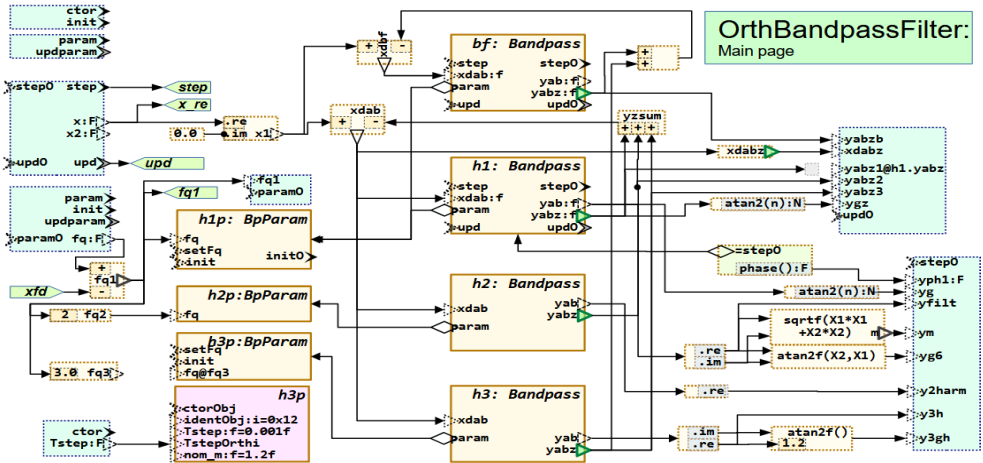 OrthBandpassFilter:
Main page
ctor
init
param
updparam
step0
step
x:F
x2:F
upd0
upd
step
x_re
upd
fq1
.re
0.0
.im x1
fq1
param0
param
init
updparam
param0 fq:F
+
fq1
-
xfd
2 fq2
3.0 fq3
ctor
Tstep:F
h1p: BpParam
fq
setFq
init
init0
h2p:BpParam
fq
h3p:BpParam
setFq
init
fq@fq3
h3p
ctorObj
identObj:i=0x12
Tstep:f=0.001f
TstepOrthi
nom_m:f=1.2f
+ xdbf -
xdab
+ -
bf: Bandpass
step
step0
xdab:f
yab:f
param
yabz:f
upd
upd0
+
+
yzsum
+ + +
h1: Bandpass
step
step0
xdab:f
yab:f
param
yabz:f
upd
upd0
h2: Bandpass
xdab
yab
yabz
param
h3: Bandpass
xdab
param
yab
yabz
xdabz
atan2(n):N
yabzb
xdabz
yabz1@h1.yabz
yabz2
yabz3
ygz
upd0
=step0
phase():F
atan2(n):N
sqrtf(X1*X1
+X2*X2) m
.re
.im
atan2f(X2,X1)
.re
.im
.re
atan2f()
1.2
step0
yph1:F
yg
yfilt
ym
yg6
y2harm
y3h
y3gh